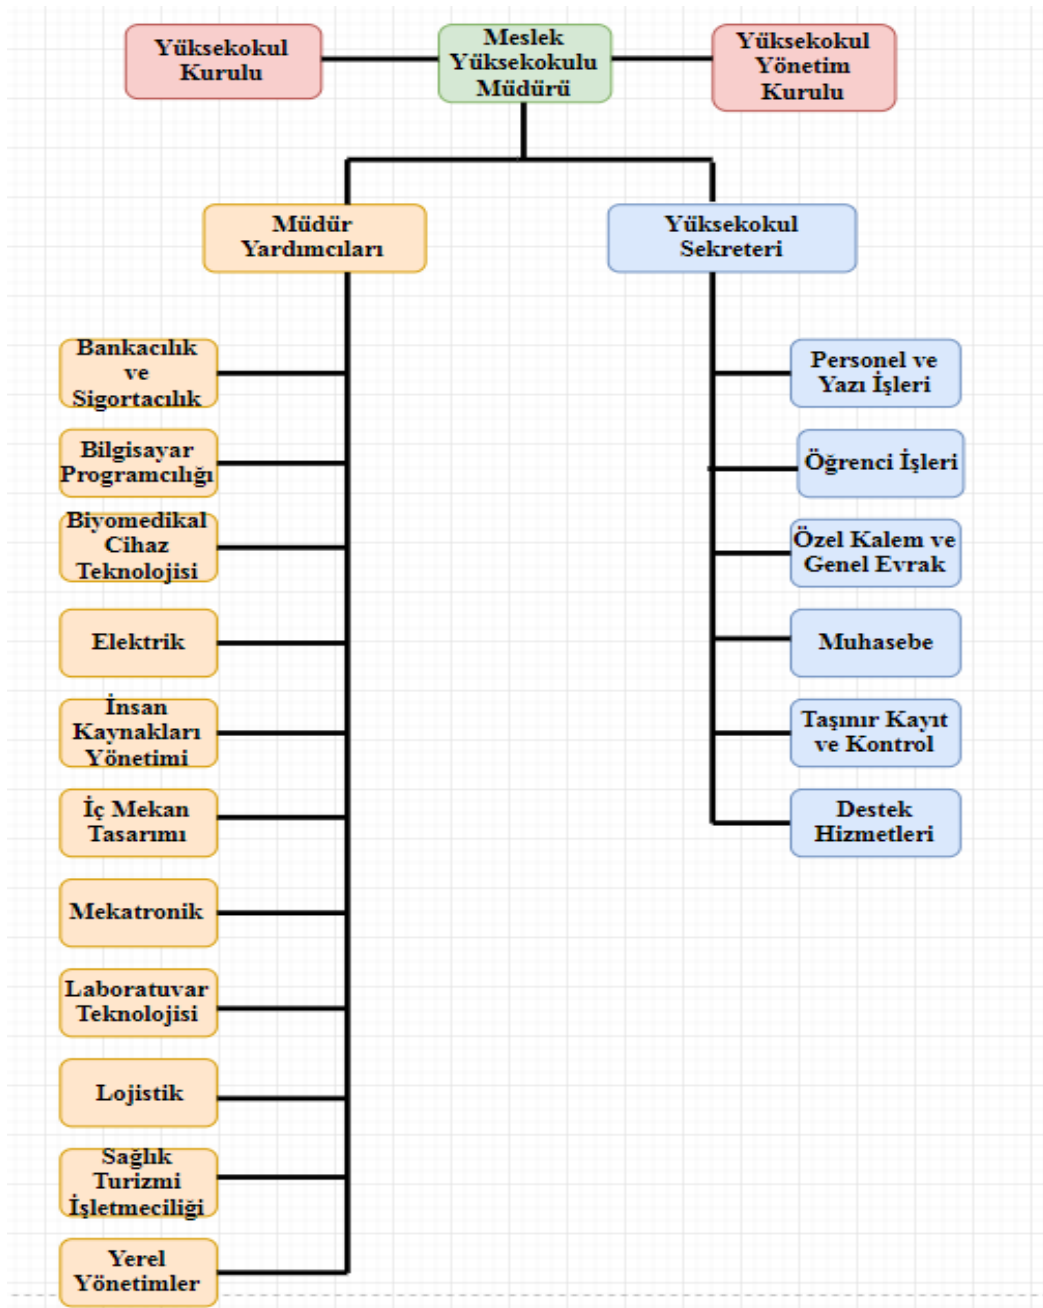 Yüksekokul
Kurulu
Meslek
Yüksekokulu
Müdürü
Yüksekokul
Yönetim
Kurulu
Müdür
Yardımcıları
Yüksekokul
Sekreteri
Bankacılık
ve
Sigortacılık
Bilgisayar
Programcılığı
Biyomedikal
Cihaz
Teknolojisi
Elektrik
İnsan
Kaynakları
Yönetimi
İç Mekan
Tasarımı
Mekatronik
Laboratuvar
Teknolojisi
Lojistik
Sağlık
Turizmi
İşletmeciliği
Yerel
Yönetimler
Personel ve
Yazı İşleri
Öğrenci İşleri
Özel Kalem ve
Genel Evrak
Muhasebe
Taşınır Kayıt
ve Kontrol
Destek
Hizmetleri